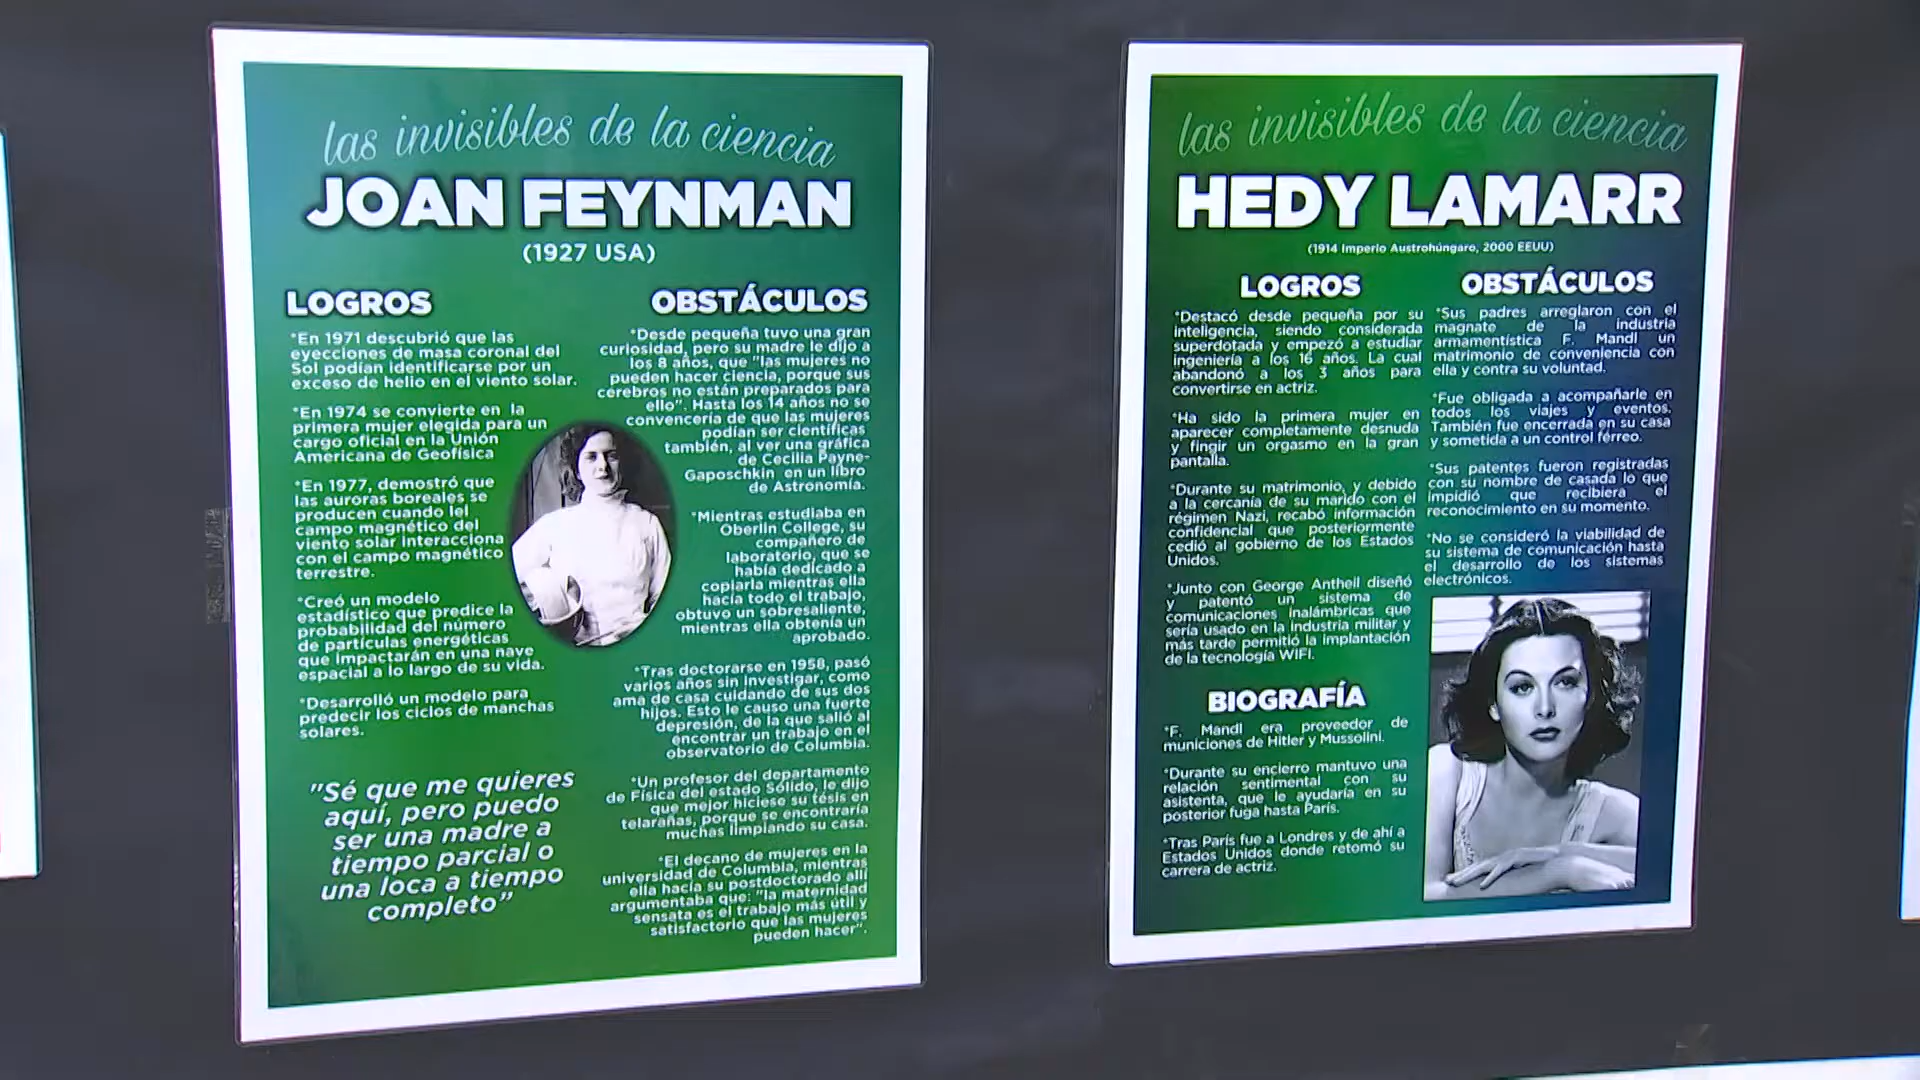 las invisibles de la ciencia
JOAN FEYNMAN
(1927 USA)
LOGROS
*En 1971 descubrió que las
eyecciones de masa coronal del
Sol podían identificarse por un
exceso de helio en el viento solar.
*En 1974 se convierte en la
primera mujer elegida para un
cargo oficial en la Unión
Americana de Geofísica
*En 1977, demostró que
las auroras boreales se
producen cuando lel
campo magnético del
viento solar interacciona
con el campo magnético
terrestre.
*Creó un modelo
estadístico que predice la
probabilidad del número
de partículas energéticas
que impactarán en una nave
espacial a lo largo de su vida.
*Desarrolló un modelo para
predecir los ciclos de manchas
solares.
"Sé que me quieres
aquí, pero puedo
ser una madre a
tiempo parcial o
una loca a tiempo
completo"
OBSTÁCULOS
*Desde pequeña tuvo una gran
curiosidad, pero su madre le dijo a
los 8 años, que "las mujeres no
pueden hacer ciencia, porque sus
cerebros no están preparados para
ello". Hasta los 14 años no se
convencería de que las mujeres
podían ser científicas
también, al ver una gráfica
de Cecilia Payne-
Gaposchkin en un libro
de Astronomía.
*Mientras estudiaba en
Oberlin College, su
compañero de
laboratorio, que se
había dedicado a
copiarla mientras ella
hacía todo el trabajo,
obtuvo un sobresaliente,
mientras ella obtenía un
aprobado.
*Tras doctorarse en 1958, pasó
varios años sin investigar, como
ama de casa cuidando de sus dos
hijos. Esto le causo una fuerte
depresión, de la que salió al
encontrar un trabajo en el
observatorio de Columbia.
*Un profesor del departamento
de Física del estado Sólido, le dijo
que mejor hiciese su tésis en
telarañas, porque se encontraría
muchas limpiando su casa.
*El decano de mujeres en la
universidad de Columbia, mientras
ella hacía su postdoctorado allí
argumentaba que: "la maternidad
sensata es el trabajo más útil y
satisfactorio que las mujeres
pueden hacer".
las invisibles de la ciencia
HEDY LAMARR
(1914 Imperio Austrohúngaro, 2000 EEUU)
LOGROS
*Destacó desde pequeña por su
inteligencia, siendo considerada
superdotada y empezó a estudiar
ingeniería a los 16 años. La cual
abandonó a los 3 años para
convertirse en actriz.
*Ha sido la primera mujer en
aparecer completamente desnuda
y fingir un orgasmo en la gran
pantalla.
*Durante su matrimonio, y debido
a la cercanía de su marido con el
régimen Nazi, recabó información
confidencial que posteriormente
cedió al gobierno de los Estados
Unidos.
*Junto con George Antheil diseñó
y patentó un sistema de
comunicaciones inalámbricas que
sería usado en la industria militar y
más tarde permitió la implantación
de la tecnología WIFI.
BIOGRAFÍA
*F. Mandl era proveedor de
municiones de Hitler y Mussolini.
*Durante su encierro mantuvo una
relación sentimental con su
asistenta, que le ayudaría en su
posterior fuga hasta París.
*Tras París fue a Londres y de ahí a
Estados Unidos donde retomó su
carrera de actriz.
OBSTÁCULOS
*Sus padres arreglaron con el
magnate de la industria
armamentística F. Mandl un
matrimonio de conveniencia con
ella y contra su voluntad.
*Fue obligada a acompañarle en
todos los viajes y eventos.
También fue encerrada en su casa
y sometida a un control férreo.
*Sus patentes fueron registradas
con su nombre de casada lo que
impidió que recibiera el
reconocimiento en su momento.
*No se consideró la viabilidad de
su sistema de comunicación hasta
el desarrollo de los sistemas
electrónicos.